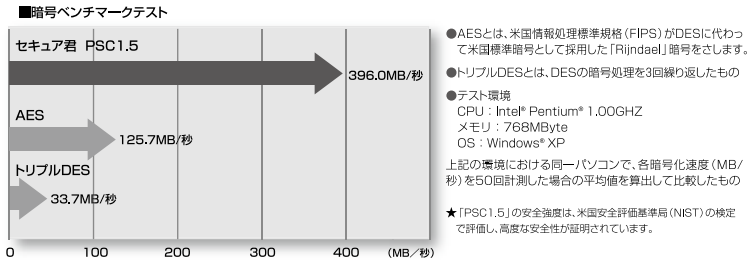 ■暗号ベンチマークテスト
セキュア君 PSC1.5
396.0MB/秒
AES
125.7MB/秒
トリプルDES
33.7MB/秒
0 100 200 300 400 (MB/秒)
●AESとは、米国情報処理標準規格(FIPS)がDESに代わっ
て米国標準暗号として採用した「Rijndael」暗号をさします。
●トリプルDESとは、DESの暗号処理を3回繰り返したもの
●テスト環境
CPU:Intel® Pentium® 1.00GHZ
メモリ:768MByte
OS:Windows® XP
上記の環境における同一パソコンで、各暗号化速度(MB/
秒)を50回計測した場合の平均値を算出して比較したもの
★「PSC1.5」の安全強度は、米国安全評価基準局(NIST)の検定
で評価し、高度な安全性が証明されています。